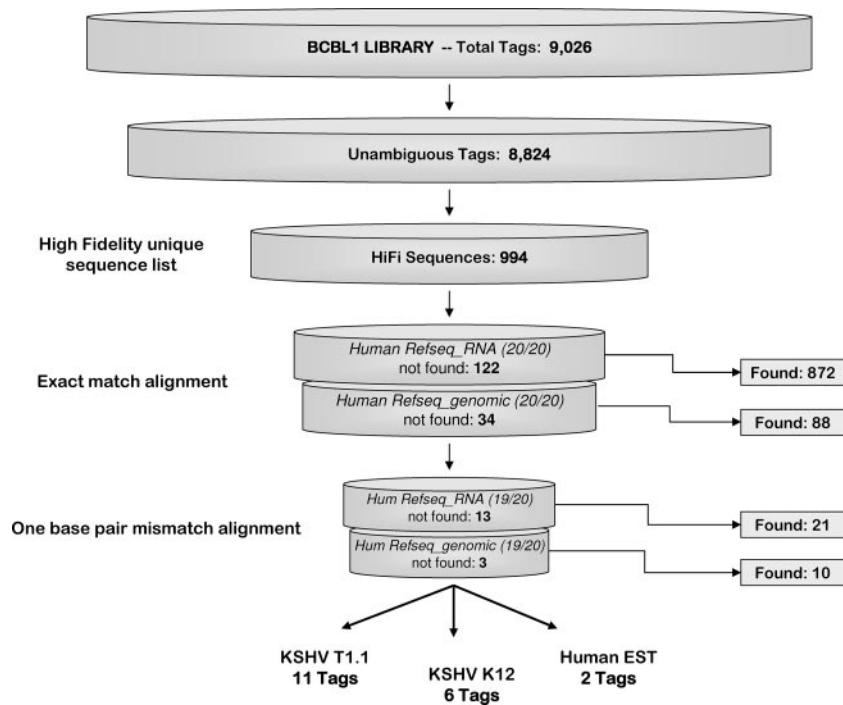 BCBL1 LIBRARY -- Total Tags: 9,026
Unambiguous Tags: 8,824
High Fidelity unique
sequence list
HiFi Sequences: 994
Exact match alignment
Human Refseq_RNA (20/20)
not found: 122
Found: 872
Human Refseq_genomic (20/20)
not found: 34
Found: 88
One base pair mismatch alignment
Hum Refseq_RNA (19/20)
not found: 13
Found: 21
Hum Refseq_genomic (19/20)
not found: 3
Found: 10
KSHV T1.1
11 Tags
KSHV K12
6 Tags
Human EST
2 Tags